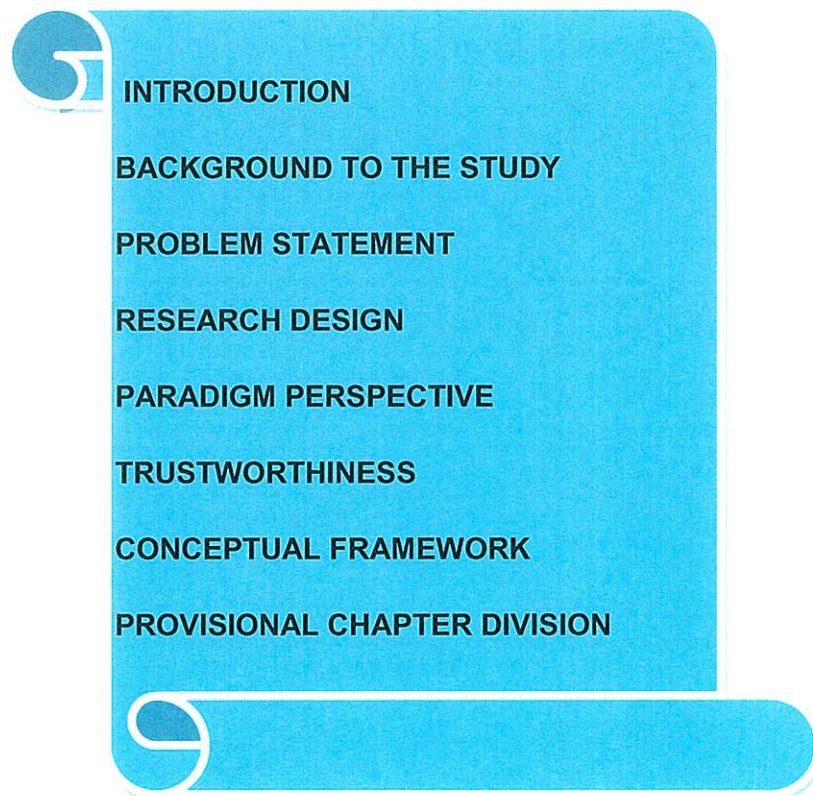 INTRODUCTION
BACKGROUND TO THE STUDY
PROBLEM STATEMENT
RESEARCH DESIGN
PARADIGM PERSPECTIVE
TRUSTWORTHINESS
CONCEPTUAL FRAMEWORK
PROVISIONAL CHAPTER DIVISION